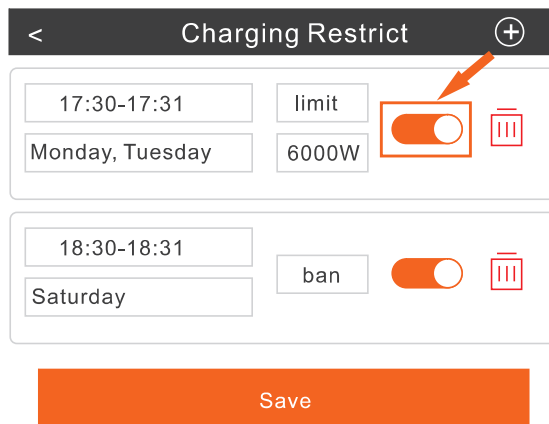 < Charging Restrict +
17:30-17:31 limit
Monday, Tuesday 6000W
18:30-18:31
ban
Saturday
Save